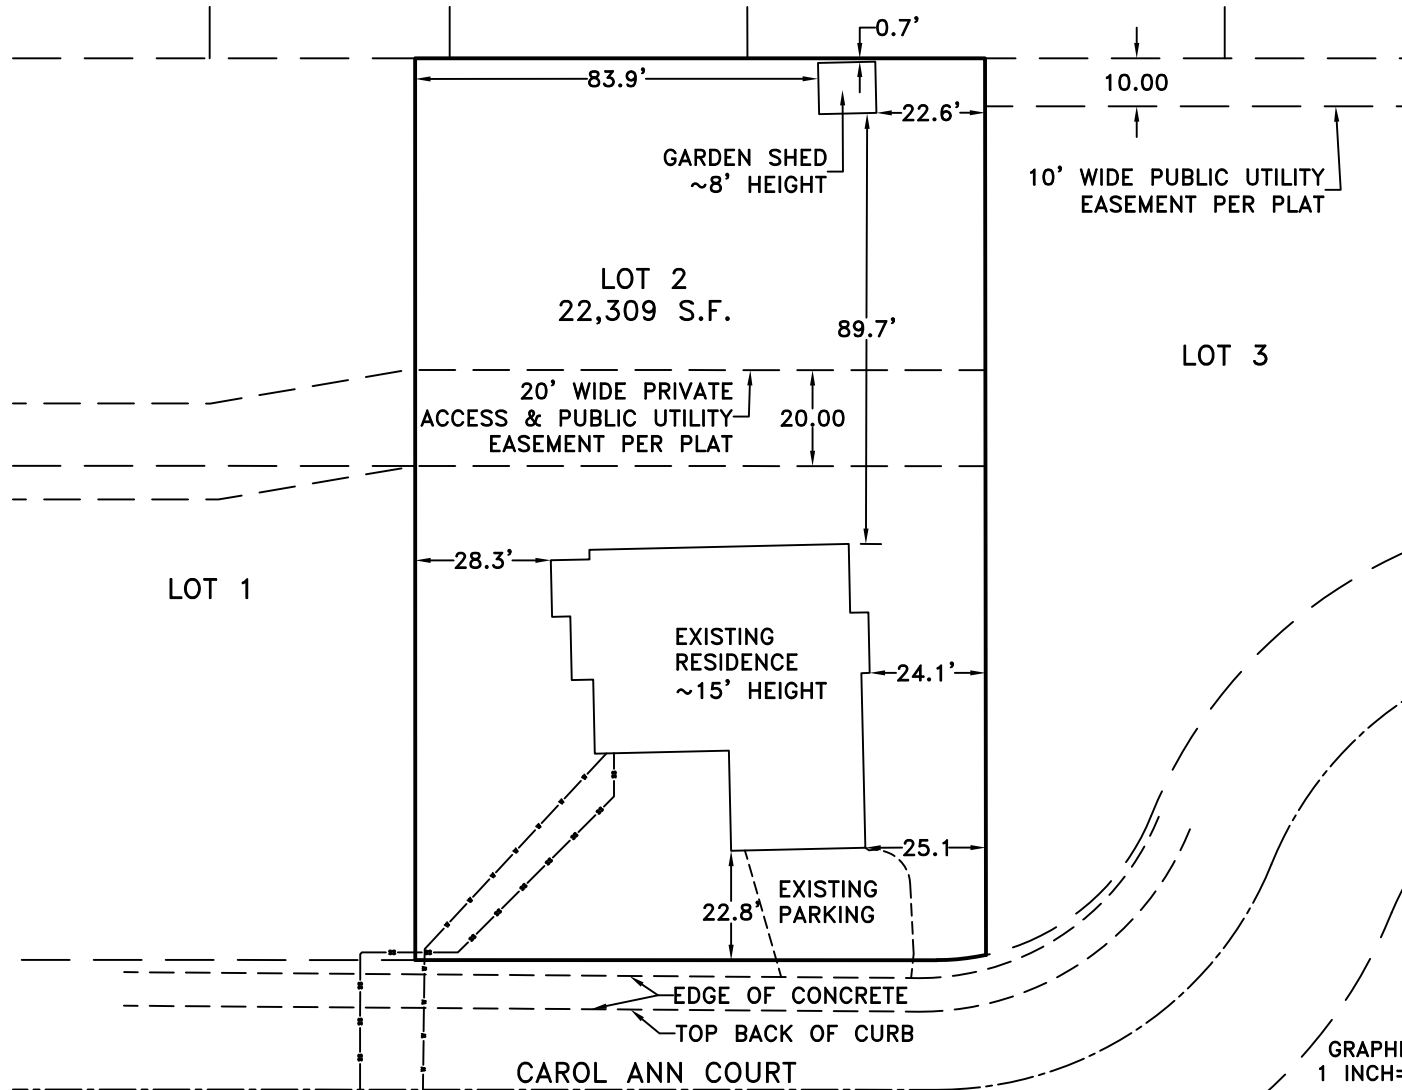 0.7'
83.9'
10.00
22.6'
GARDEN SHED
~8' HEIGHT
10' WIDE PUBLIC UTILITY
EASEMENT PER PLAT
LOT 2
22,309 S.F.
89.7'
LOT 3
20' WIDE PRIVATE
ACCESS & PUBLIC UTILITY
EASEMENT PER PLAT
20.00
28.3'
LOT 1
EXISTING
RESIDENCE
~15' HEIGHT
24.1'
25.1
22.8'
EXISTING
PARKING
EDGE OF CONCRETE
TOP BACK OF CURB
CAROL ANN COURT
1 INCH=